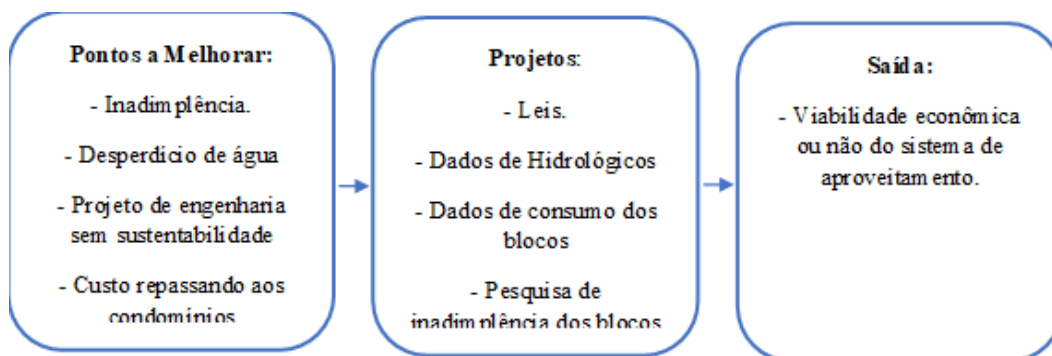 Pontos a Melhorar:
- Inadimplência.
- Desperdício de água
- Projeto de engenharia
sem sustentabilidade
- Custo repassando aos
condomínios
Projetos:
- Leis.
- Dados de Hidrológicos
- Dados de consumo dos
blocos
- Pesquisa de
inadimplência dos blocos
Saída:
- Viabilidade econômica
ou não do sistema de
aproveitamento.